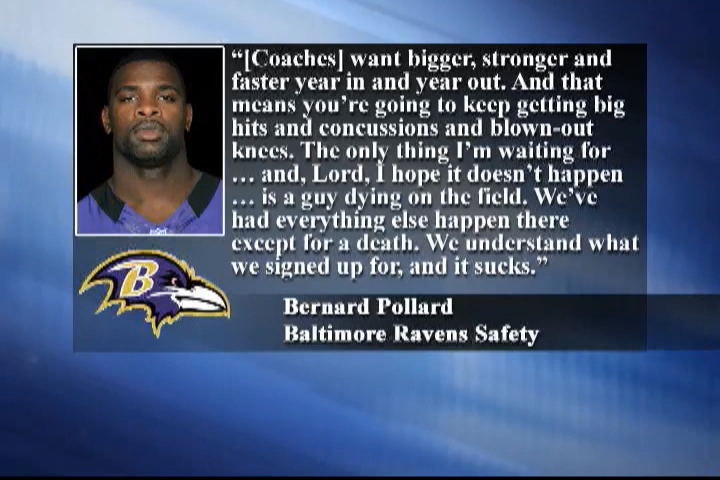 “[Coaches] want bigger, stronger and
faster year in and year out. And that
means you’re going to keep getting big
hits and concussions and blown-out
knees. The only thing I’m waiting for
… and, Lord, I hope it doesn’t happen
… is a guy dying on the field. We’ve
had everything else happen there
except for a death. We understand what
we signed up for, and it sucks.”
B
Bernard Pollard
Baltimore Ravens Safety